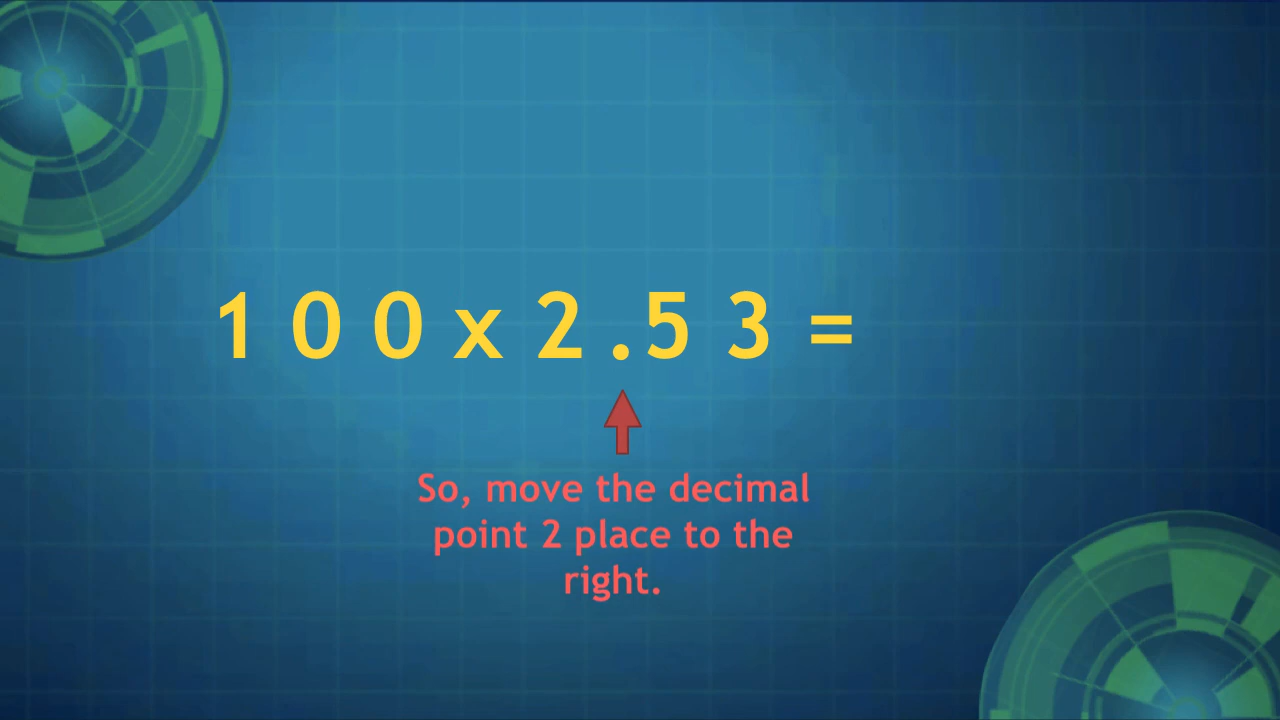 1 0 0 x 2 . 5 3 =
So, move the decimal
point 2 place to the
right.